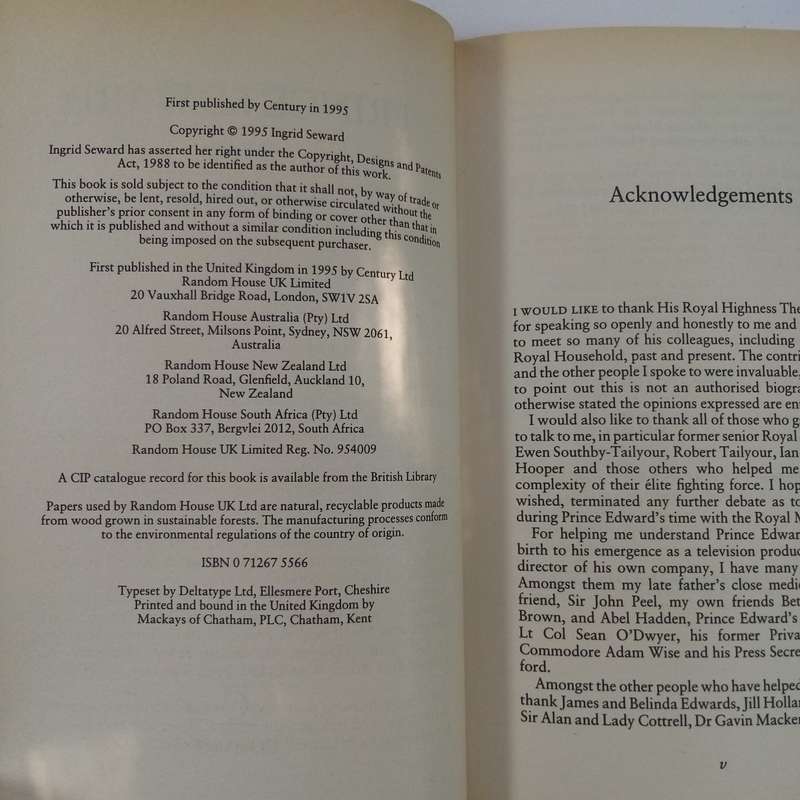 First published by Century in 1995
Copyright © 1995 Ingrid Seward
Ingrid Seward has asserted her right under the Copyright, Designs and Patents
Act, 1988 to be identified as the author of this work.
This book is sold subject to the condition that it shall not, by way of trade or
otherwise, be lent, resold, hired out, or otherwise circulated without the
publisher's prior consent in any form of binding or cover other than that in
which it is published and without a similar condition including this condition
being imposed on the subsequent purchaser.
First published in the United Kingdom in 1995 by Century Ltd
Random House UK Limited
20 Vauxhall Bridge Road, London, SW1V 2SA
Random House Australia (Pty) Ltd
20 Alfred Street, Milsons Point, Sydney, NSW 2061,
Australia
Random House New Zealand Ltd
18 Poland Road, Glenfield, Auckland 10,
New Zealand
Random House South Africa (Pty) Ltd
PO Box 337, Bergvlei 2012, South Africa
Random House UK Limited Reg. No. 954009
A CIP catalogue record for this book is available from the British Library
Papers used by Random House UK Ltd are natural, recyclable products made
from wood grown in sustainable forests. The manufacturing processes conform
to the environmental regulations of the country of origin.
ISBN 0 71267 5566
Typeset by Deltatype Ltd, Ellesmere Port, Cheshire
Printed and bound in the United Kingdom by
Mackays of Chatham, PLC, Chatham, Kent
Acknowledgements
I WOULD LIKE to thank His Royal Highness The
for speaking so openly and honestly to me and
to meet so many of his colleagues, including
Royal Household, past and present. The contri
and the other people I spoke to were invaluable.
to point out this is not an authorised biogra
otherwise stated the opinions expressed are en
I would also like to thank all of those who g
to talk to me, in particular former senior Royal
Ewen Southby-Tailyour, Robert Tailyour, Ian
Hooper and those others who helped me
complexity of their élite fighting force. I hop
wished, terminated any further debate as to
during Prince Edward's time with the Royal M
For helping me understand Prince Edwar
birth to his emergence as a television produc
director of his own company, I have many
Amongst them my late father's close medi
friend, Sir John Peel, my own friends Bet
Brown, and Abel Hadden, Prince Edward's
Lt Col Sean O'Dwyer, his former Priva
Commodore Adam Wise and his Press Secre
ford.
Amongst the other people who have helped
thank James and Belinda Edwards, Jill Holla
Sir Alan and Lady Cottrell, Dr Gavin Macke
v